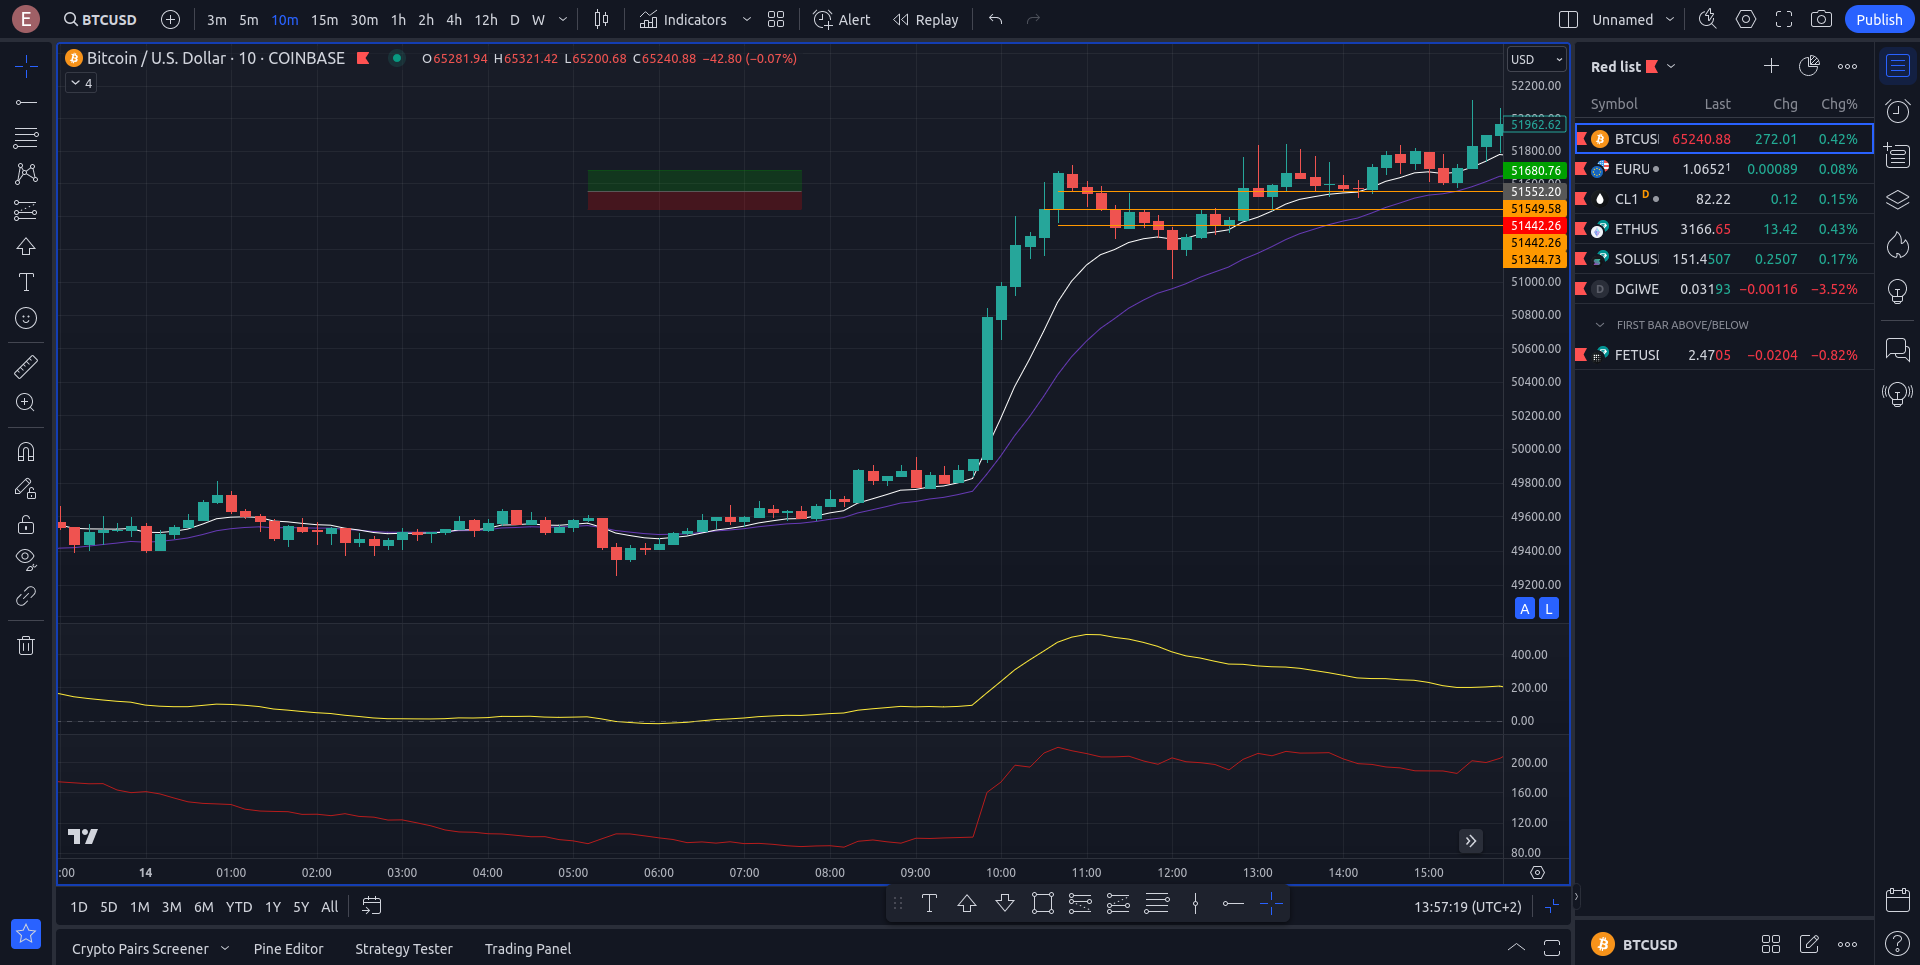 E BTCUSD 3m 5m 10m 15m 30m 1h 2h 4h 12h D W Indicators Alert Replay Unnamed Publish
Bitcoin / U.S. Dollar · 10 · COINBASE O65281.94 H65321.42 L65200.68 C65240.88 −42.80 (−0.07%)
4
USD
52200.00
51962.62
51800.00
51680.76
51552.20
51549.58
51442.26
51442.26
51344.73
51000.00
50800.00
50600.00
50400.00
50200.00
50000.00
49800.00
49600.00
49400.00
49200.00
A L
400.00
200.00
0.00
200.00
160.00
120.00
80.00
:00 14 01:00 02:00 03:00 04:00 05:00 06:00 07:00 08:00 09:00 10:00 11:00 12:00 13:00 14:00 15:00
1D 5D 1M 3M 6M YTD 1Y 5Y All 13:57:19 (UTC+2)
Crypto Pairs Screener Pine Editor Strategy Tester Trading Panel
Red list
Symbol Last Chg Chg%
BTCUS 65240.88 272.01 0.42%
EURU 1.06521 0.00089 0.08%
CL1 D 82.22 0.12 0.15%
ETHUS 3166.65 13.42 0.43%
SOLUS 151.4507 0.2507 0.17%
D DGIWE 0.03193 −0.00116 −3.52%
FIRST BAR ABOVE/BELOW
FETUSD 2.4705 −0.0204 −0.82%
BTCUSD